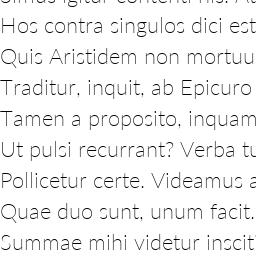 Simus igitur contenti his. A
Hos contra singulos dici est
Quis Aristidem non mortuu
Traditur, inquit, ab Epicuro
Tamen a proposito, inquam
Ut pulsi recurrant? Verba tu
Pollicetur certe. Videamus a
Quae duo sunt, unum facit.
Summae mihi videtur inscit